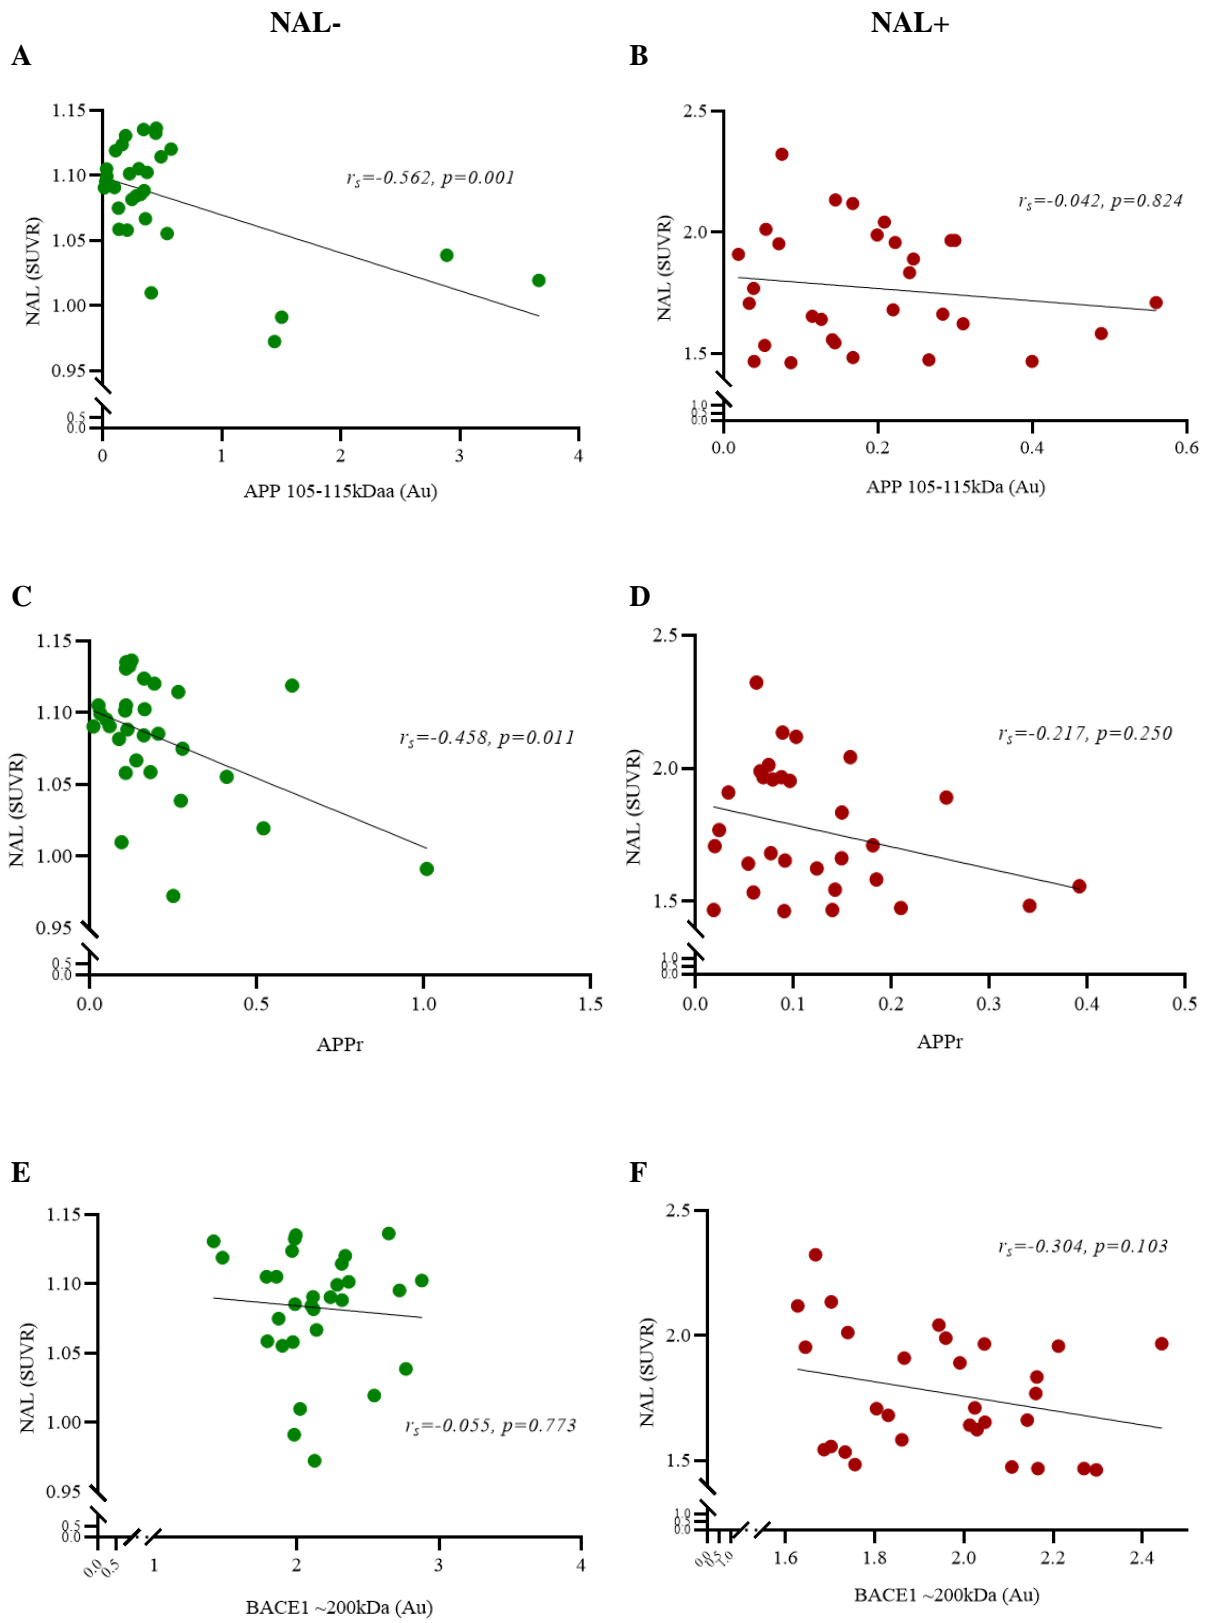 NAL-
NAL+
A
B
1.15
1.10
1.05
1.00
0.95
0.5
0.0
NAL (SUVR)
rs=-0.562, p=0.001
0 1 2 3 4
APP 105-115kDaa (Au)
2.5
2.0
1.5
1.0
0.5
0.0
NAL (SUVR)
rs=-0.042, p=0.824
0.0 0.2 0.4 0.6
APP 105-115kDa (Au)
C
D
1.15
1.10
1.05
1.00
0.95
0.5
0.0
NAL (SUVR)
rs=-0.458, p=0.011
0.0 0.5 1.0 1.5
APPr
2.5
2.0
1.5
1.0
0.5
0.0
NAL (SUVR)
rs=-0.217, p=0.250
0.0 0.1 0.2 0.3 0.4 0.5
APPr
E
F
1.15
1.10
1.05
1.00
0.95
0.5
0.0
NAL (SUVR)
rs=-0.055, p=0.773
0.0 0.5 1 2 3 4
BACE1 ~200kDa (Au)
2.5
2.0
1.5
1.0
0.5
0.0
NAL (SUVR)
rs=-0.304, p=0.103
0.0 0.5 1.0 1.6 1.8 2.0 2.2 2.4
BACE1 ~200kDa (Au)